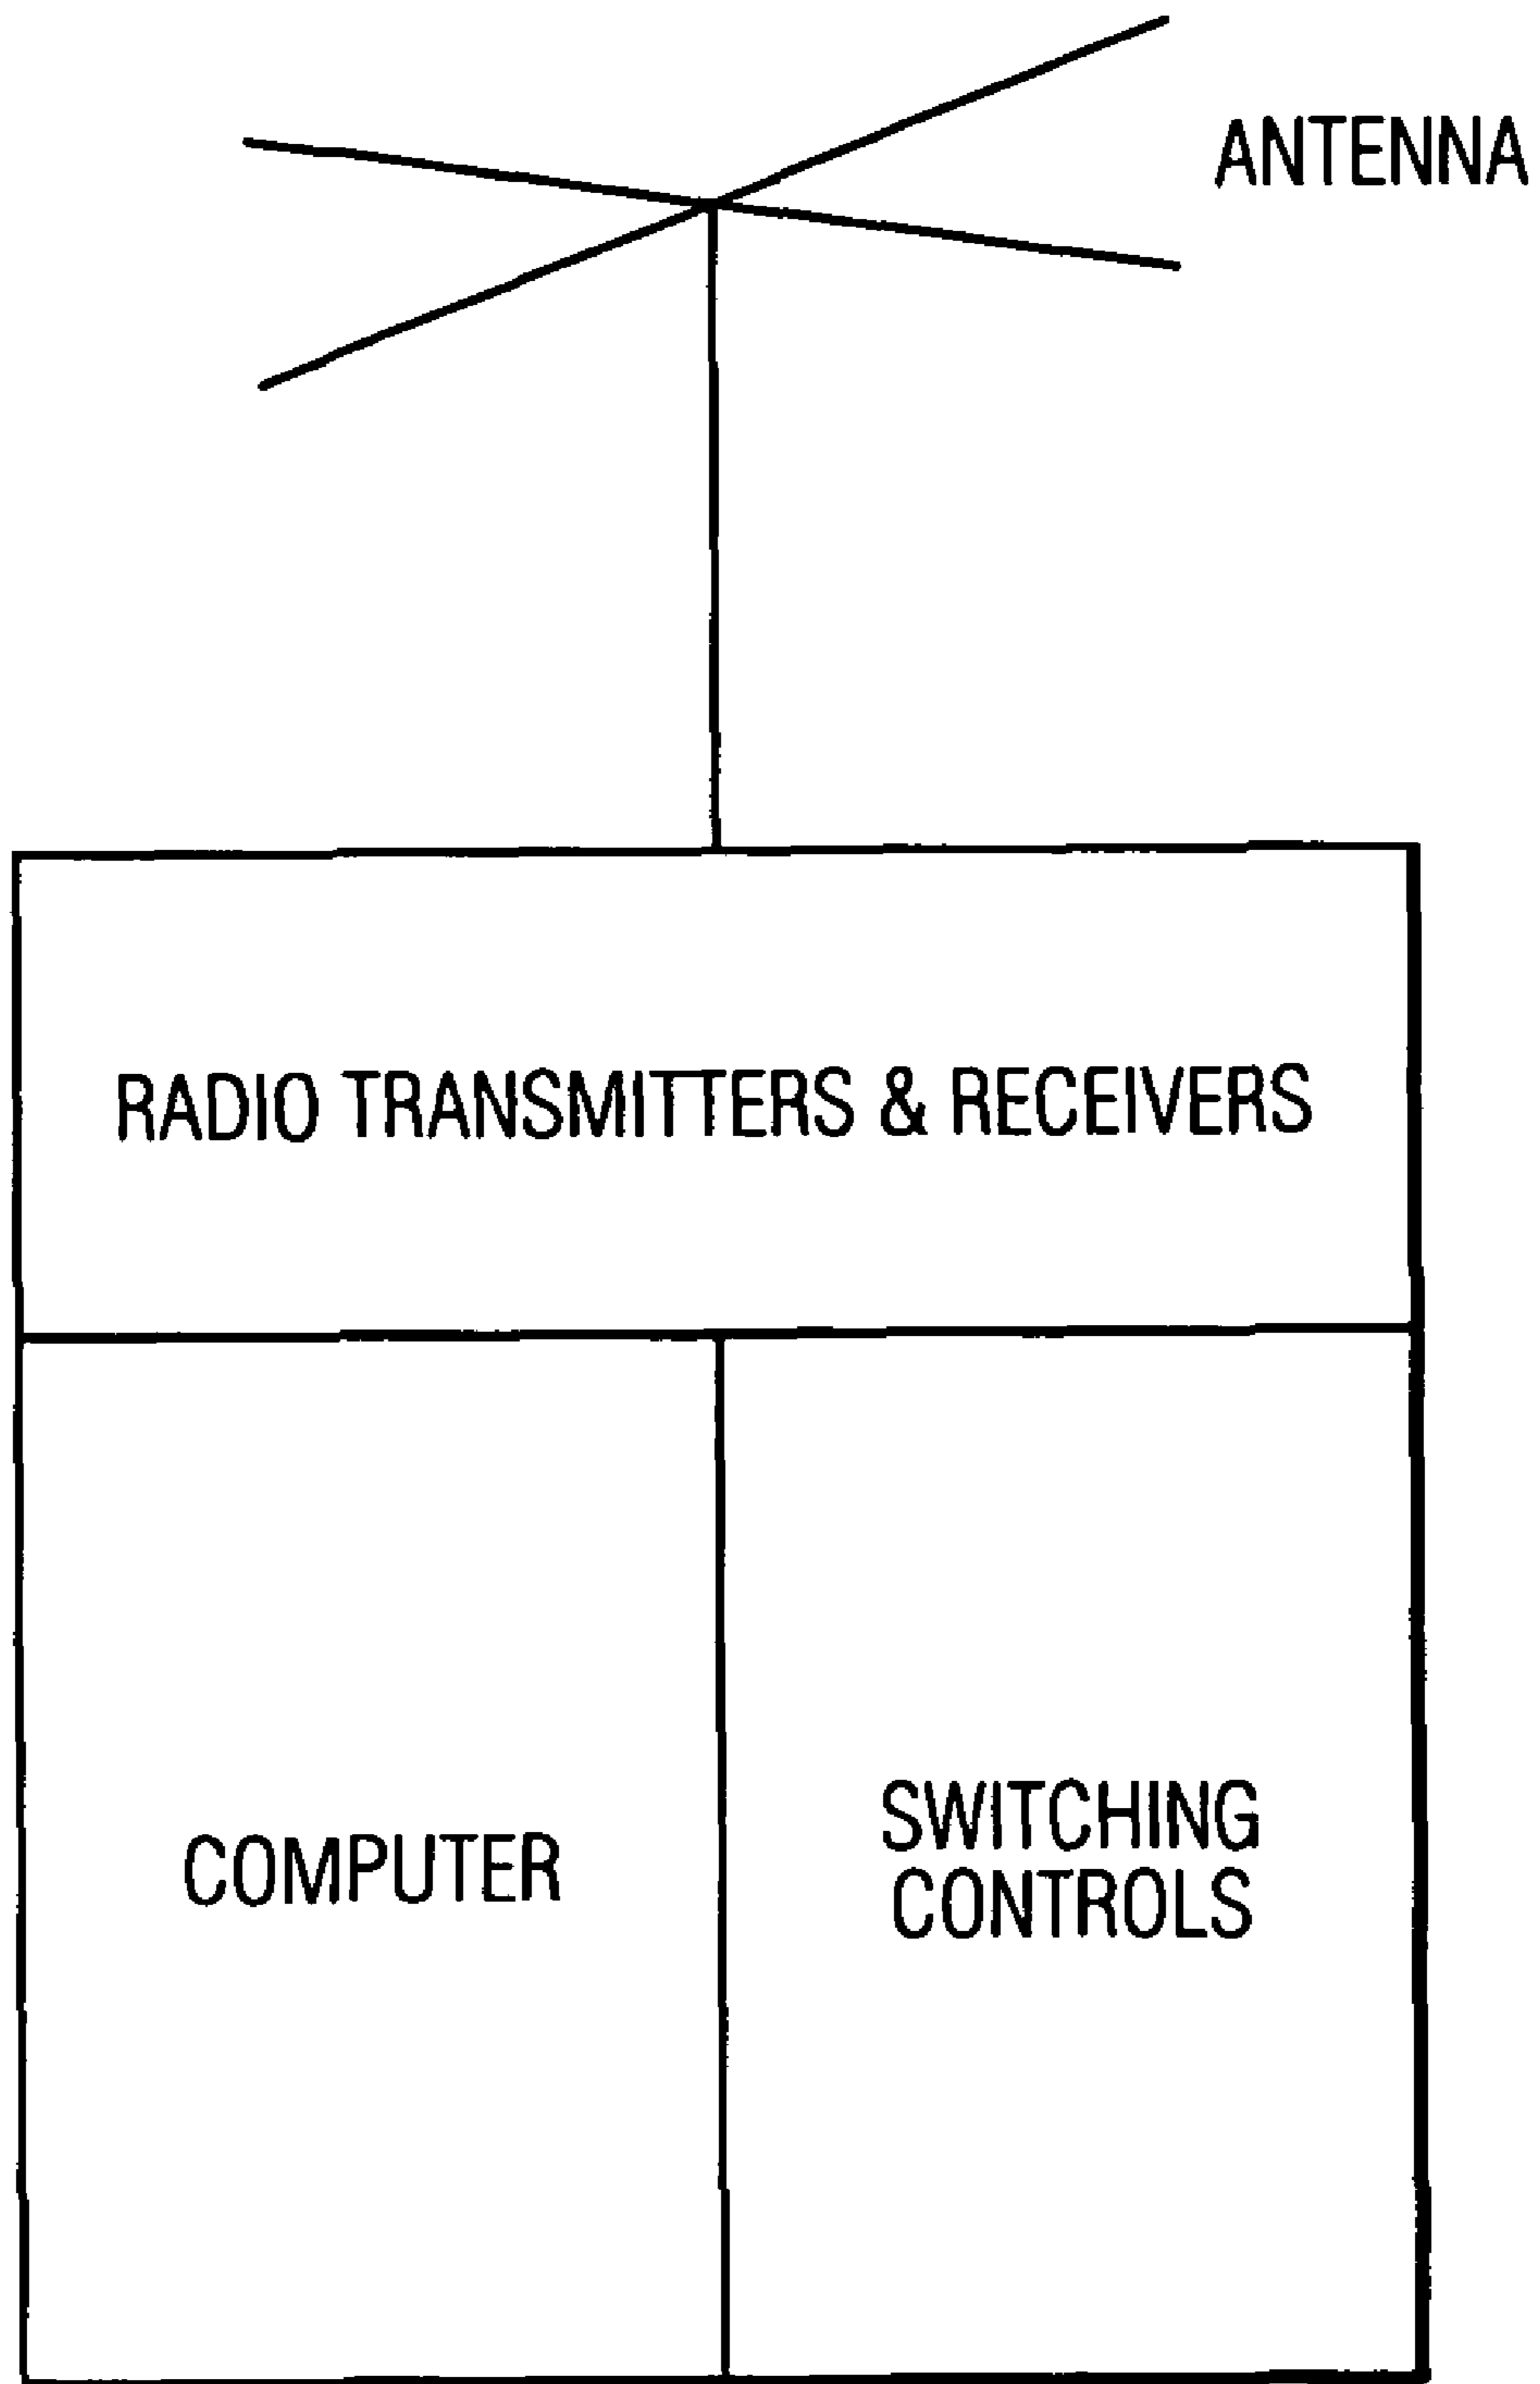 ANTENNA
RADIO TRANSMITTERS & RECEIVERS
COMPUTER
SWITCHING
CONTROLS